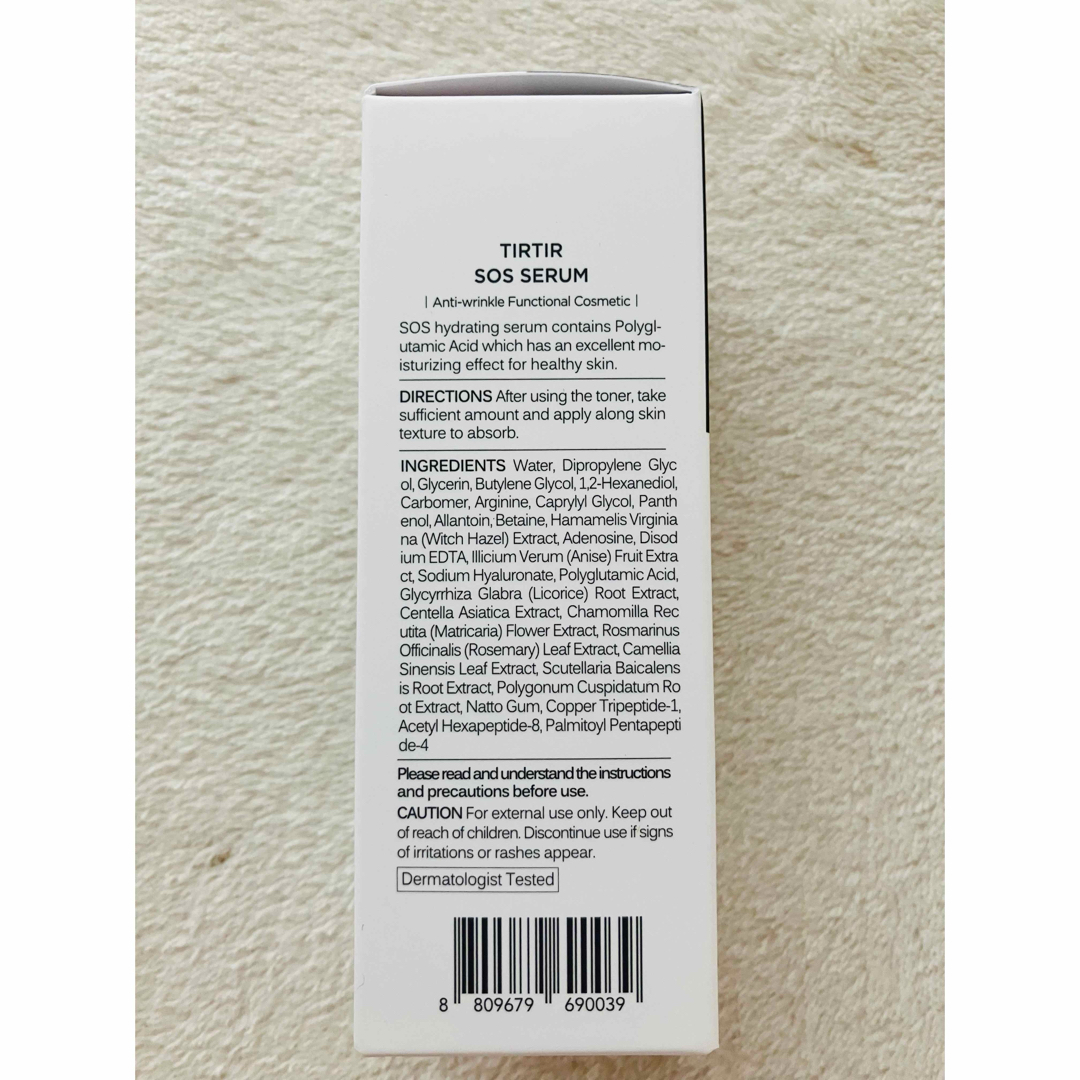 TIRTIR
SOS SERUM
| Anti-wrinkle Functional Cosmetic |
SOS hydrating serum contains Polygl-
utamic Acid which has an excellent mo-
isturizing effect for healthy skin.
DIRECTIONS After using the toner, take
sufficient amount and apply along skin
texture to absorb.
INGREDIENTS Water, Dipropylene Glyc
ol, Glycerin, Butylene Glycol, 1,2-Hexanediol,
Carbomer, Arginine, Caprylyl Glycol, Panth
enol, Allantoin, Betaine, Hamamelis Virginia
na (Witch Hazel) Extract, Adenosine, Disod
ium EDTA, Illicium Verum (Anise) Fruit Extra
ct, Sodium Hyaluronate, Polyglutamic Acid,
Glycyrrhiza Glabra (Licorice) Root Extract,
Centella Asiatica Extract, Chamomilla Rec
utita (Matricaria) Flower Extract, Rosmarinus
Officinalis (Rosemary) Leaf Extract, Camellia
Sinensis Leaf Extract, Scutellaria Baicalens
is Root Extract, Polygonum Cuspidatum Ro
ot Extract, Natto Gum, Copper Tripeptide-1,
Acetyl Hexapeptide-8, Palmitoyl Pentapepti
de-4
Please read and understand the instructions
and precautions before use.
CAUTION For external use only. Keep out
of reach of children. Discontinue use if signs
of irritations or rashes appear.
Dermatologist Tested
8 809679 690039